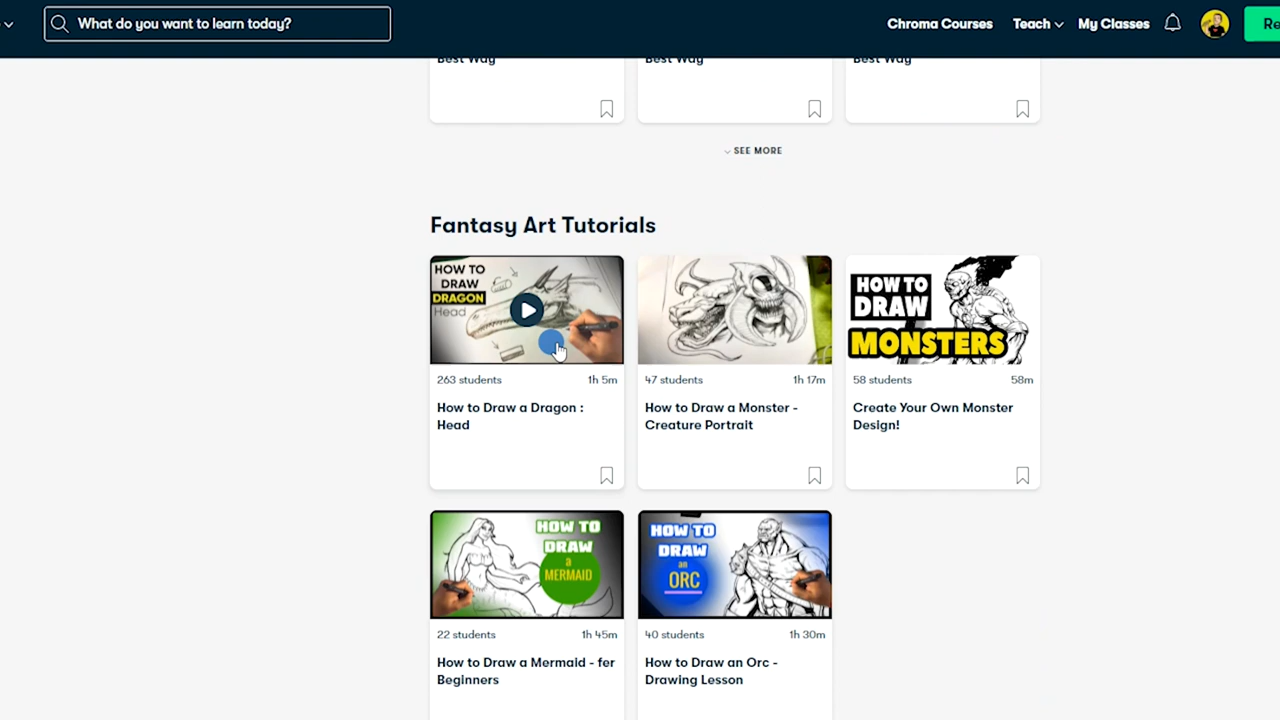 What do you want to learn today?
Chroma Courses
Teach
My Classes
Re
Best Way
Best Way
Best Way
SEE MORE
Fantasy Art Tutorials
HOW TO
DRAW
DRAGON
Head
263 students
1h 5m
How to Draw a Dragon :
Head
47 students
1h 17m
How to Draw a Monster -
Creature Portrait
HOW TO
DRAW
MONSTERS
58 students
58m
Create Your Own Monster
Design!
HOW TO
DRAW
a
MERMAID
22 students
1h 45m
How to Draw a Mermaid - fer
Beginners
HOW TO
DRAW
an
ORC
40 students
1h 30m
How to Draw an Orc -
Drawing Lesson